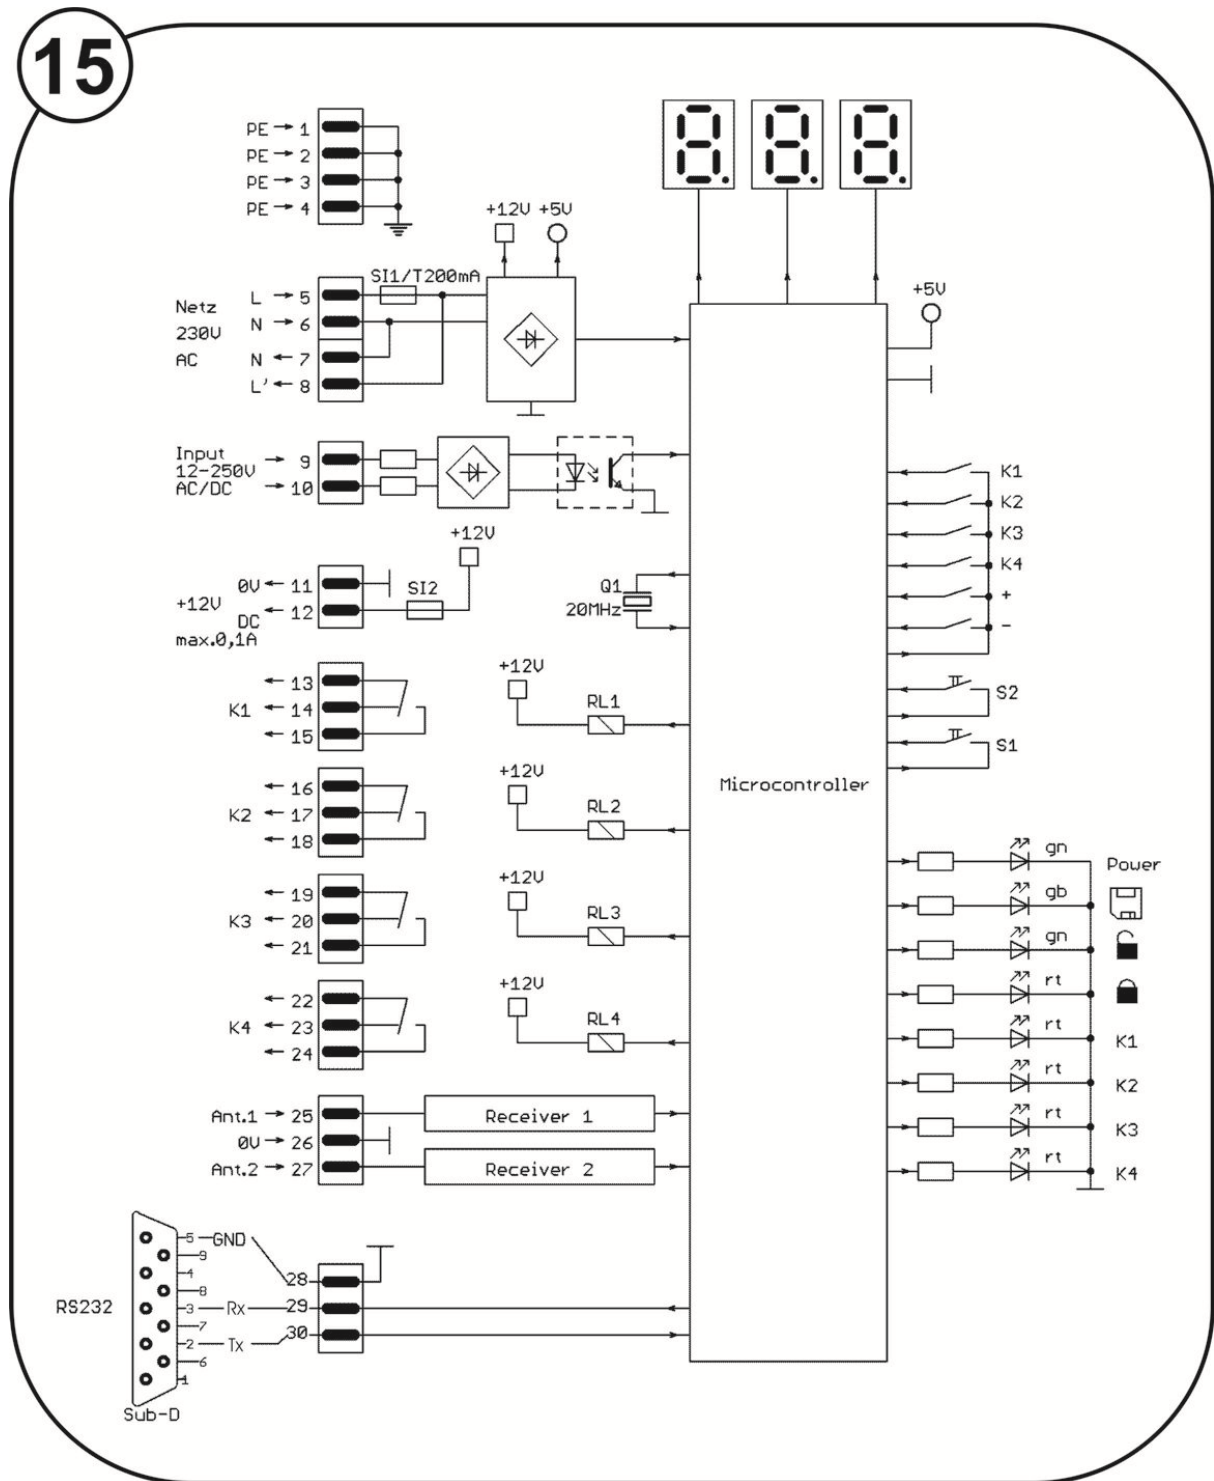 15
PE → 1
PE → 2
PE → 3
PE → 4
+12V +5V
SI1/T200mA
Netz
230V
AC
L → 5
N → 6
N ← 7
L' ← 8
+5V
Input
12-250V
AC/DC
→ 9
→ 10
K1
K2
K3
K4
+
-
S2
S1
+12V
0V ← 11
SI2
+12V
DC
← 12
max.0,1A
Q1
20MHz
← 13
K1 ← 14
← 15
+12V
RL1
← 16
K2 ← 17
← 18
+12V
RL2
Microcontroller
← 19
K3 ← 20
← 21
+12V
RL3
← 22
K4 ← 23
← 24
+12V
RL4
gn Power
gb
gn
rt
rt K1
rt K2
rt K3
rt K4
Ant.1 → 25
Receiver 1
0V → 26
Ant.2 → 27
Receiver 2
RS232
5 GND 28
9
4
8
3 Rx 29
7
2 Tx 30
6
1
Sub-D